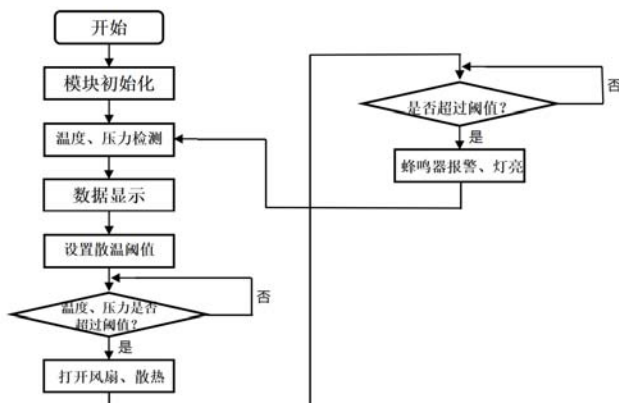 开始
模块初始化
温度、压力检测
数据显示
设置散温阈值
否
温度、压力是否
超过阈值?
是
打开风扇、散热
否
是否超过阈值?
是
蜂鸣器报警、灯亮